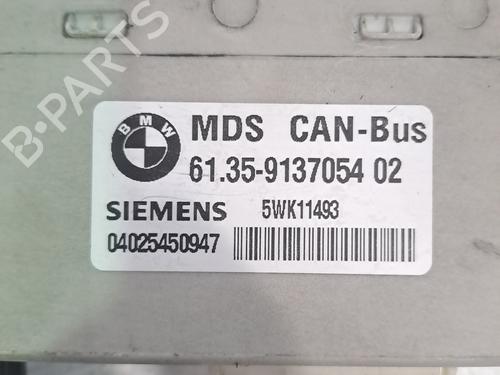 B-Parts
BMW
MDS CAN-Bus
61.35-9137054 02
SIEMENS 5WK11493
04025450947